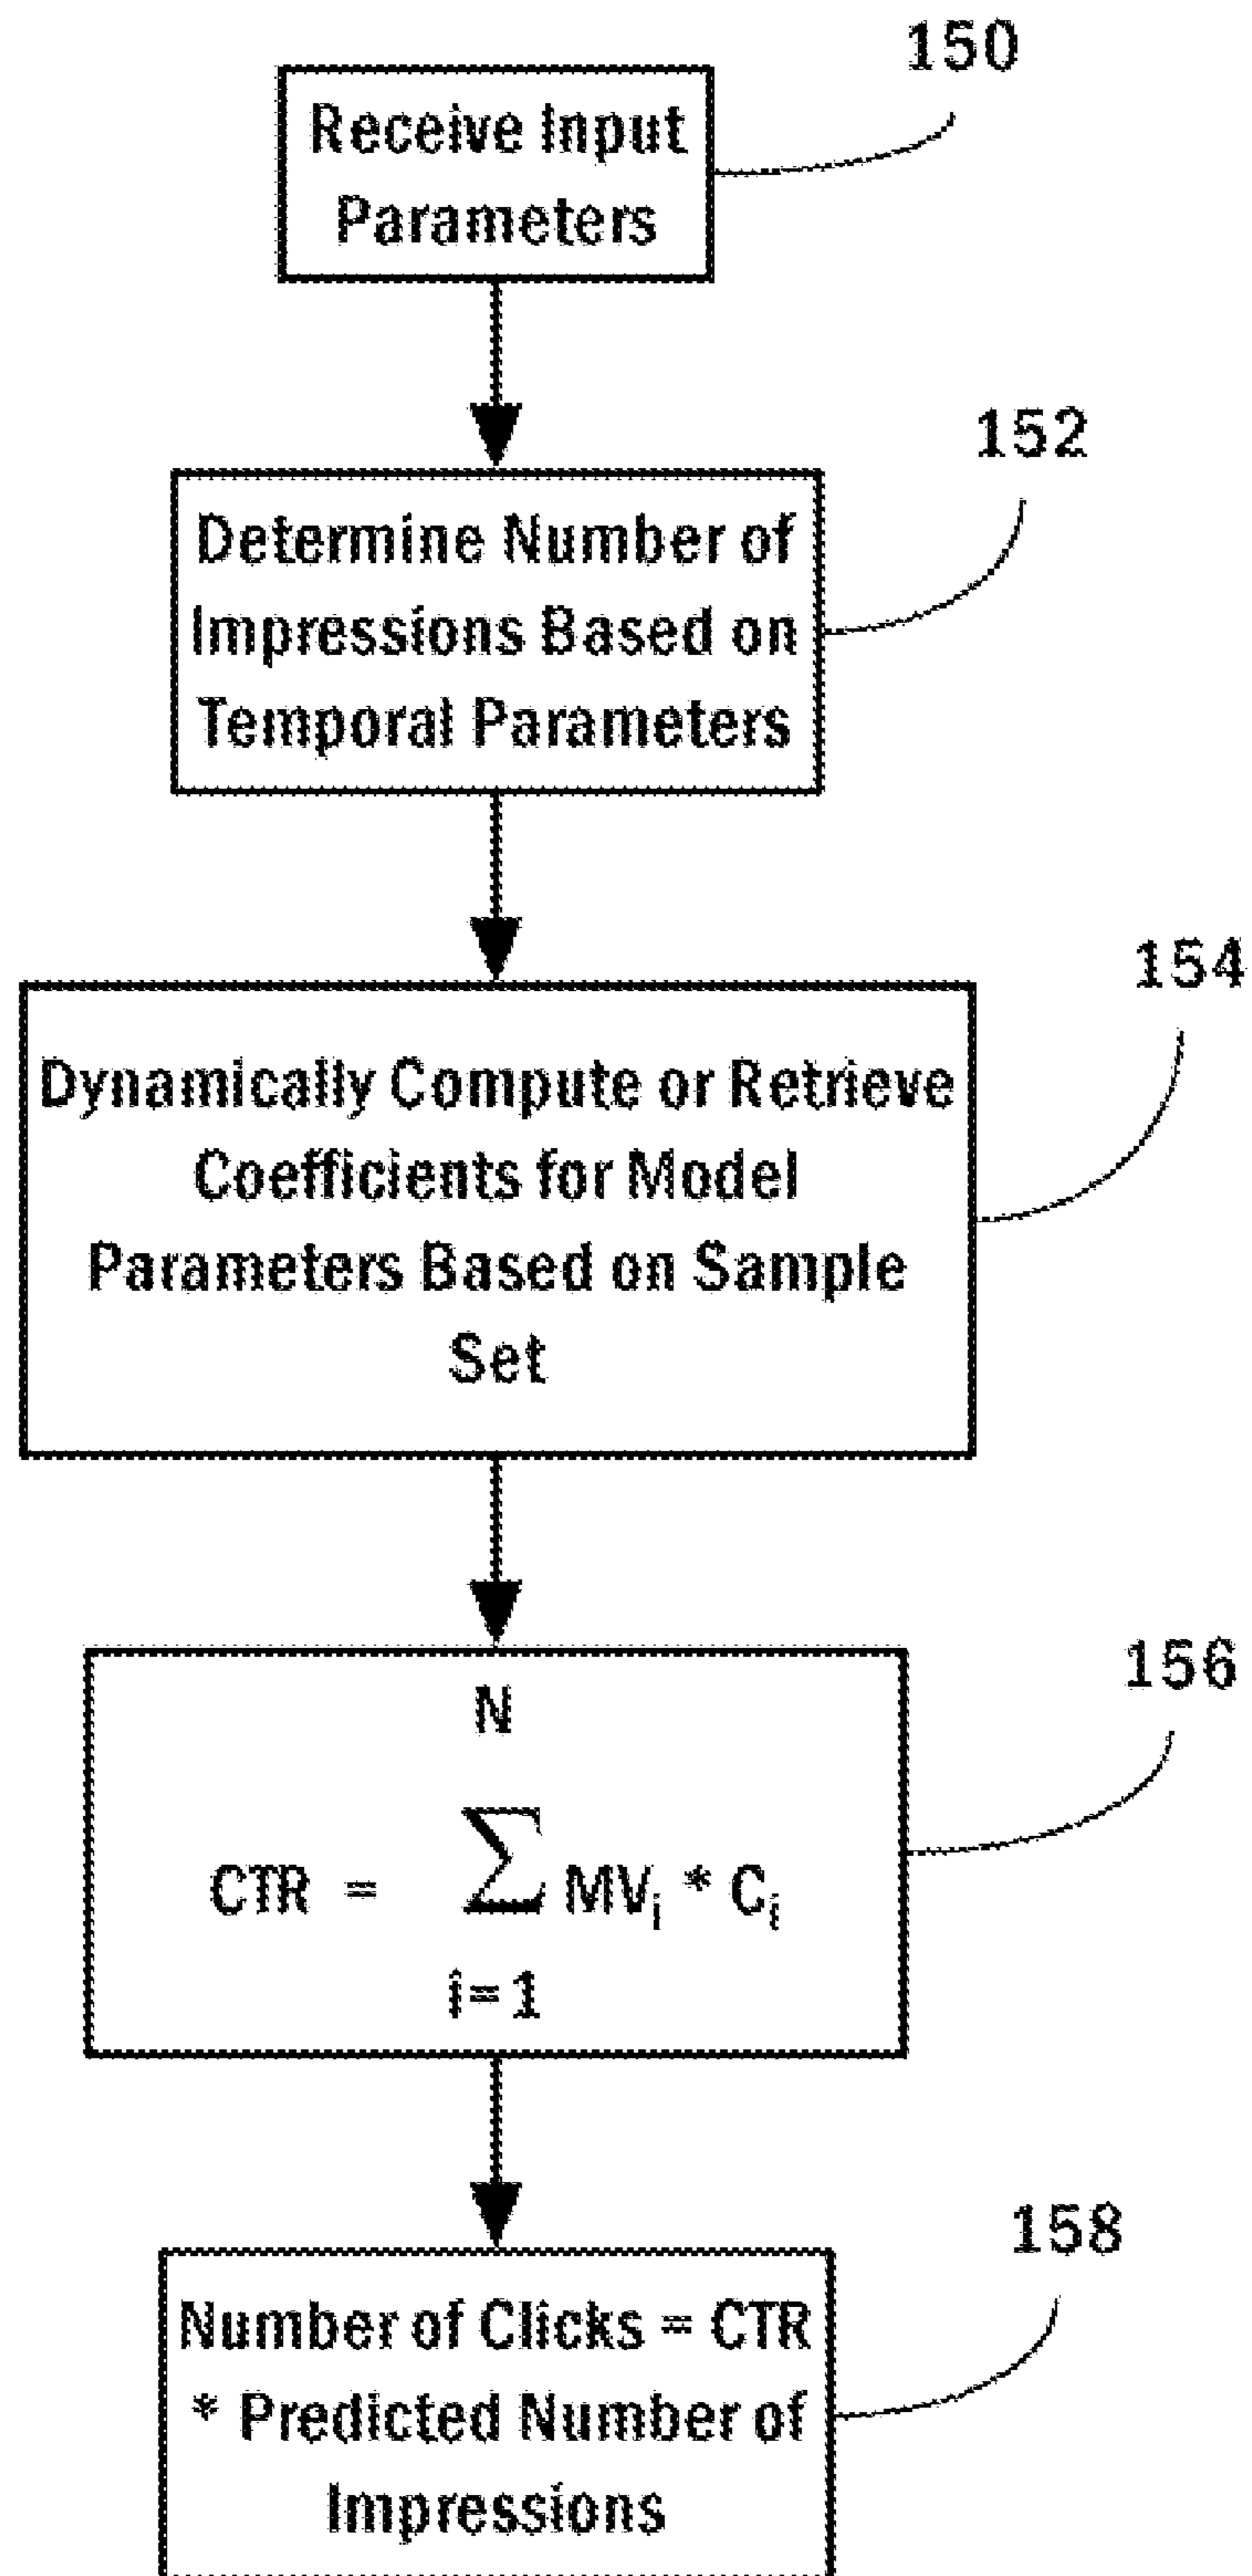 150
Receive Input
Parameters
152
Determine Number of
Impressions Based on
Temporal Parameters
154
Dynamically Compute or Retrieve
Coefficients for Model
Parameters Based on Sample
Set
156
N
CTR = ∑ MVi * Ci
i=1
158
Number of Clicks = CTR
* Predicted Number of
Impressions